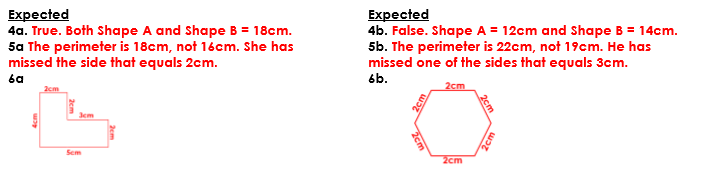 Expected
4a. True. Both Shape A and Shape B = 18cm.
5a The perimeter is 18cm, not 16cm. She has
missed the side that equals 2cm.
6a
2cm
2cm
3cm
4cm
2cm
5cm
Expected
4b. False. Shape A = 12cm and Shape B = 14cm.
5b. The perimeter is 22cm, not 19cm. He has
missed one of the sides that equals 3cm.
6b.
2cm
2cm
2cm
2cm
2cm
2cm